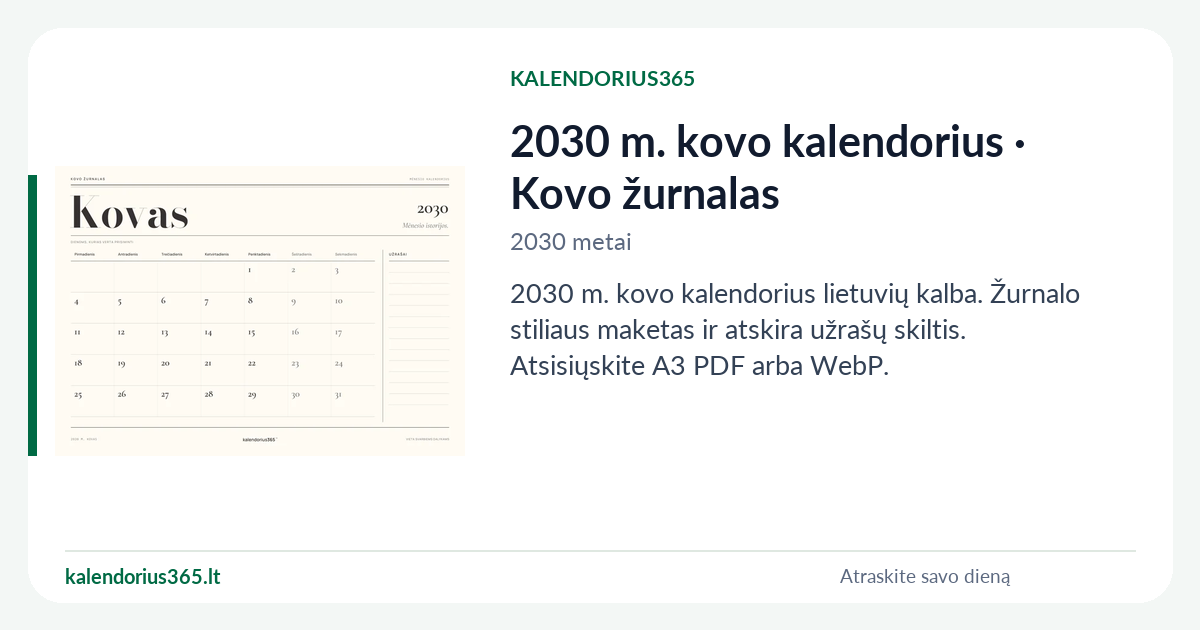 KALENDORIUS365
2030 m. kovo kalendorius ·
Kovo žurnalas
2030 metai
2030 m. kovo kalendorius lietuvių kalba. Žurnalo
stiliaus maketas ir atskira užrašų skiltis.
Atsisiųskite A3 PDF arba WebP.
KOVO ŽURNALAS
Kovas
2030
Mėnesio istorijos.
Pirmadienis Antradienis Trečiadienis Ketvirtadienis Penktadienis Šeštadienis Sekmadienis
UŽRAŠAI
1 2 3
4 5 6 7 8 9 10
11 12 13 14 15 16 17
18 19 20 21 22 23 24
25 26 27 28 29 30 31
kalendorius365
kalendorius365.lt
Atraskite savo dieną